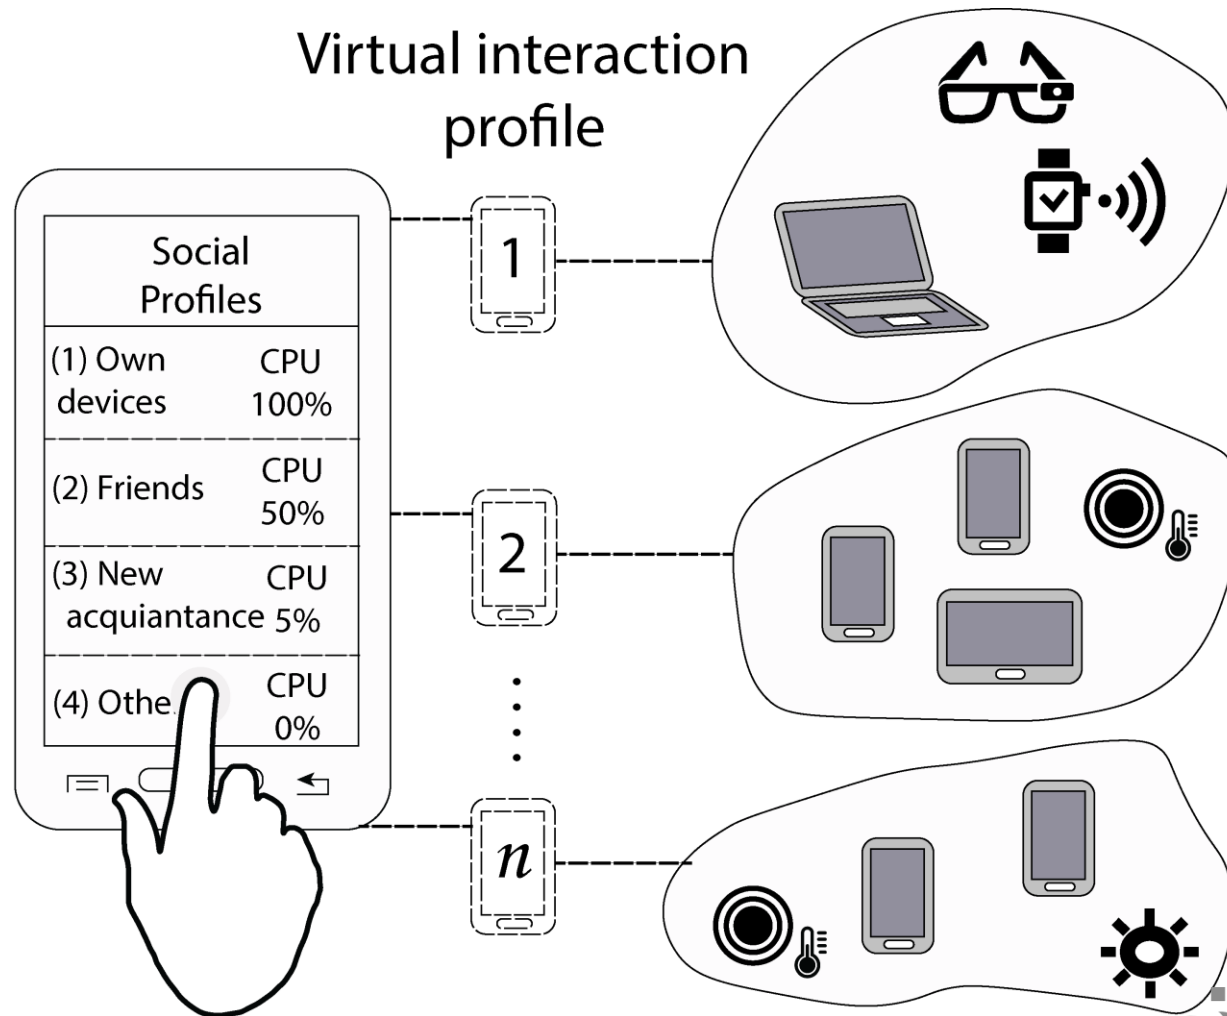 Virtual interaction
profile
Social
Profiles
(1) Own
devices
CPU
100%
(2) Friends
CPU
50%
(3) New
acquiantance
CPU
5%
(4) Othe
CPU
0%
1
2
n